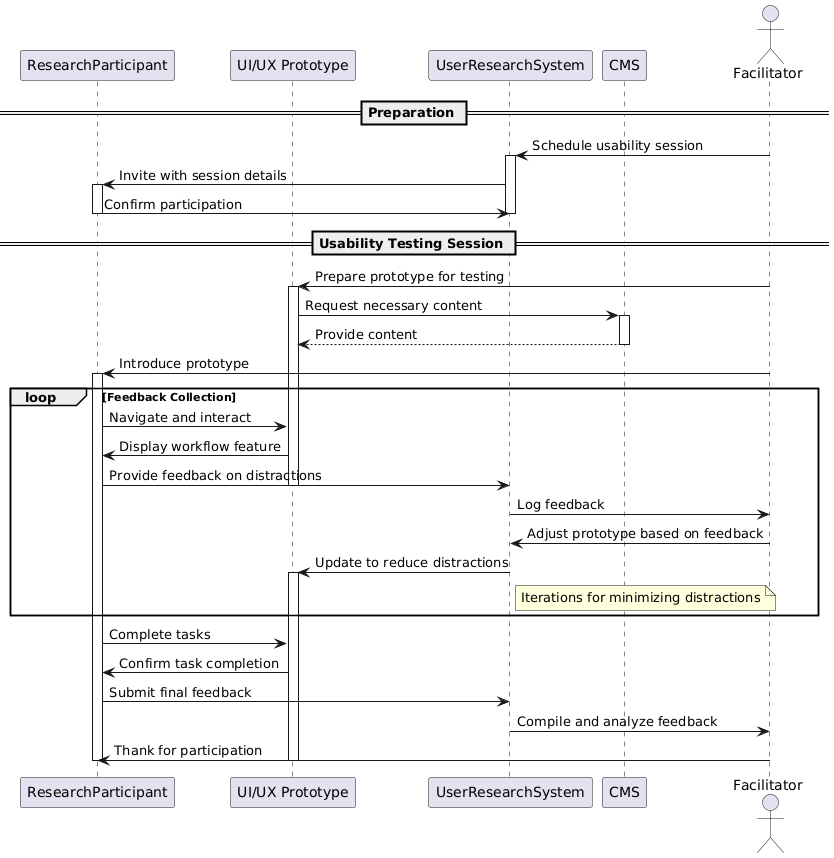 ResearchParticipant
UI/UX Prototype
UserResearchSystem
CMS
Facilitator
Preparation
Schedule usability session
Invite with session details
Confirm participation
Usability Testing Session
Prepare prototype for testing
Request necessary content
Provide content
Introduce prototype
loop
[Feedback Collection]
Navigate and interact
Display workflow feature
Provide feedback on distractions
Log feedback
Adjust prototype based on feedback
Update to reduce distractions
Iterations for minimizing distractions
Complete tasks
Confirm task completion
Submit final feedback
Compile and analyze feedback
Thank for participation
ResearchParticipant
UI/UX Prototype
UserResearchSystem
CMS
Facilitator